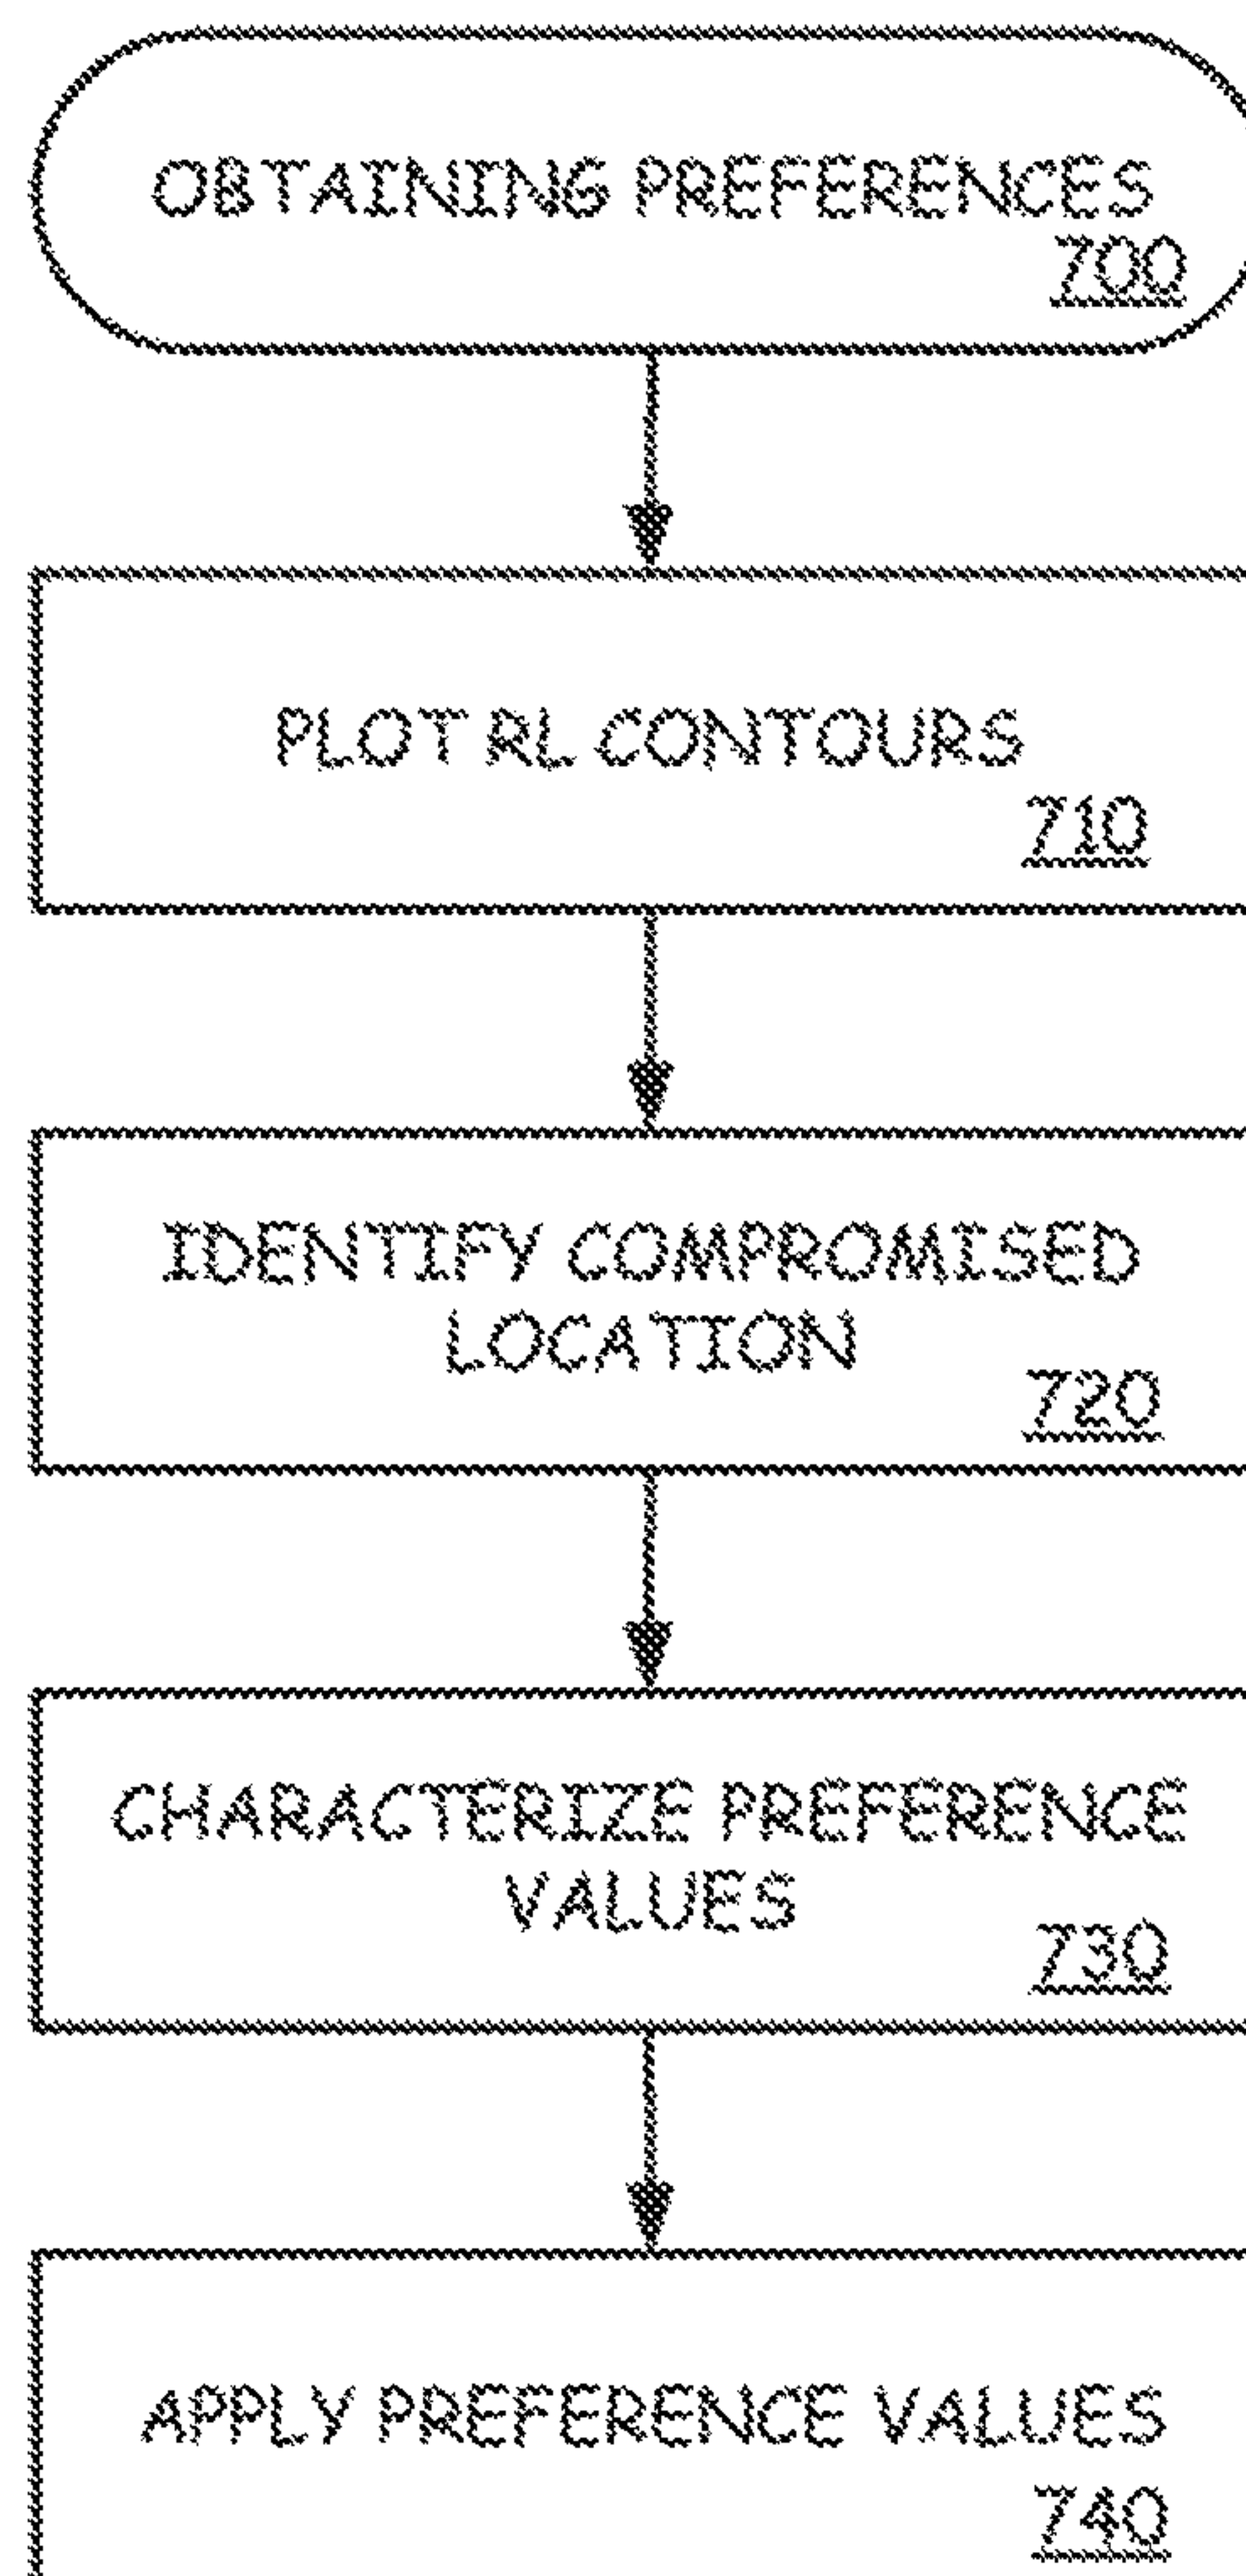 OBTAINING PREFERENCES
700
PLOT RL CONTOURS
710
IDENTIFY COMPROMISED
LOCATION
720
CHARACTERIZE PREFERENCE
VALUES
730
APPLY PREFERENCE VALUES
740